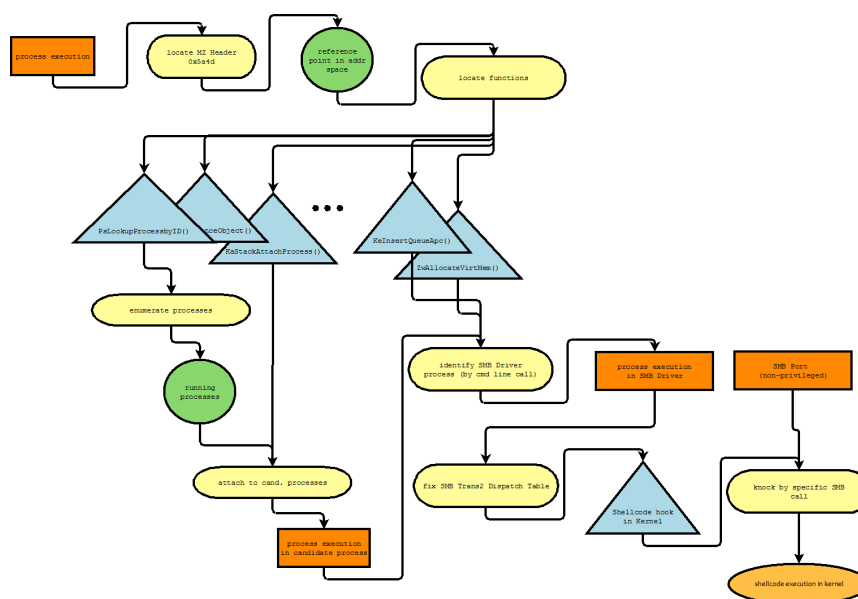 process execution
locate MZ Header
0x5a4d
reference
point in addr
space
locate functions
PsLookupProcessbyID()
nceObject()
KaStackAttachProcess()
...
KeInsertQueueApc()
ZwAllocateVirtMem()
enumerate processes
running
processes
attach to cand. processes
process execution
in candidate process
identify SMB Driver
process (by cmd line call)
process execution
in SMB Driver
SMB Port
(non-privileged)
fix SMB Trans2 Dispatch Table
Shellcode hook
in Kernel
knock by specific SMB
call
shellcode execution in kernel